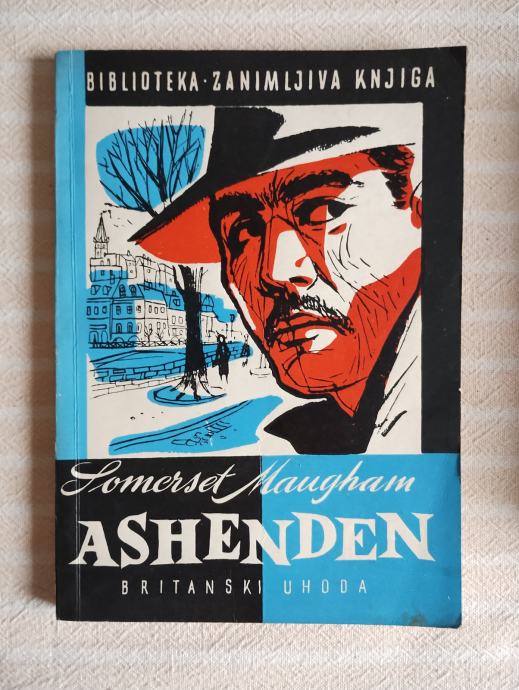 BIBLIOTEKA · ZANIMLJIVA KNJIGA
Somerset Maugham
ASHENDEN
BRITANSKI UHODA